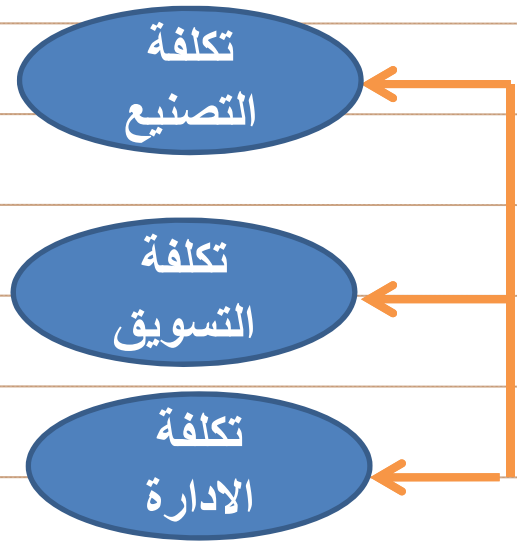 تكلفة
التصنيع
تكلفة
التسويق
تكلفة
الادارة